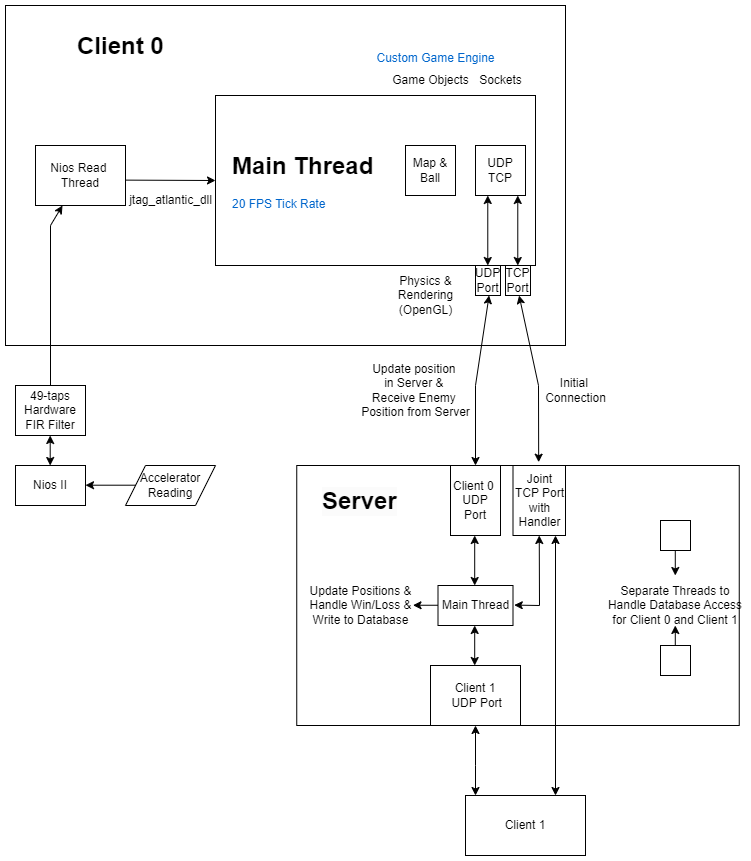 Client 0
Custom Game Engine
Game Objects Sockets
Nios Read
Thread
jtag_atlantic_dll
Main Thread
20 FPS Tick Rate
Map &
Ball
UDP
TCP
UDP
Port
TCP
Port
Physics &
Rendering
(OpenGL)
Update position
in Server &
Receive Enemy
Position from Server
Initial
Connection
49-taps
Hardware
FIR Filter
Nios II
Accelerator
Reading
Server
Client 0
UDP
Port
Joint
TCP Port
with
Handler
Update Positions &
Handle Win/Loss &
Write to Database
Main Thread
Separate Threads to
Handle Database Access
for Client 0 and Client 1
Client 1
UDP Port
Client 1